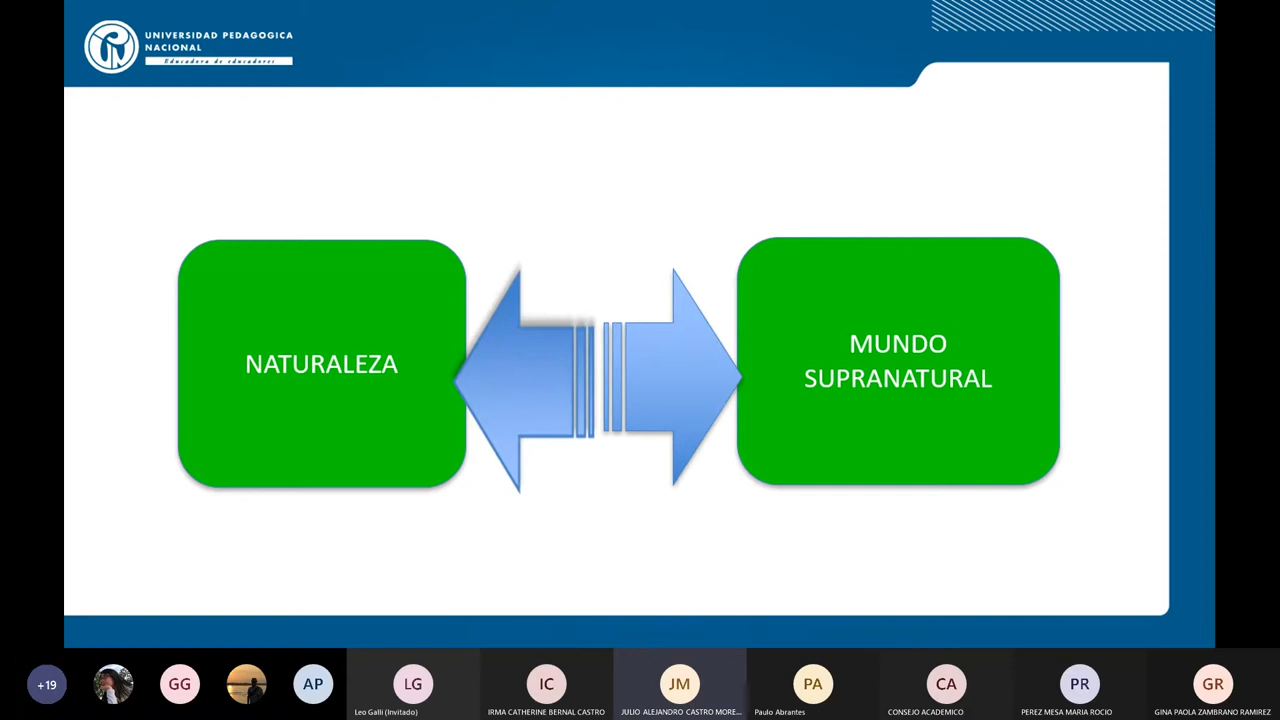 UNIVERSIDAD PEDAGOGICA
NACIONAL
Educadora de educadores
NATURALEZA
MUNDO
SUPRANATURAL
+19
GG
AP
LG
IC
JM
PA
CA
PR
GR
Leo Galli (Invitado)
IRMA CATHERINE BERNAL CASTRO
JULIO ALEJANDRO CASTRO MORE...
Paulo Abrantes
CONSEJO ACADEMICO
PEREZ MESA MARIA ROCIO
GINA PAOLA ZAMBRANO RAMIREZ